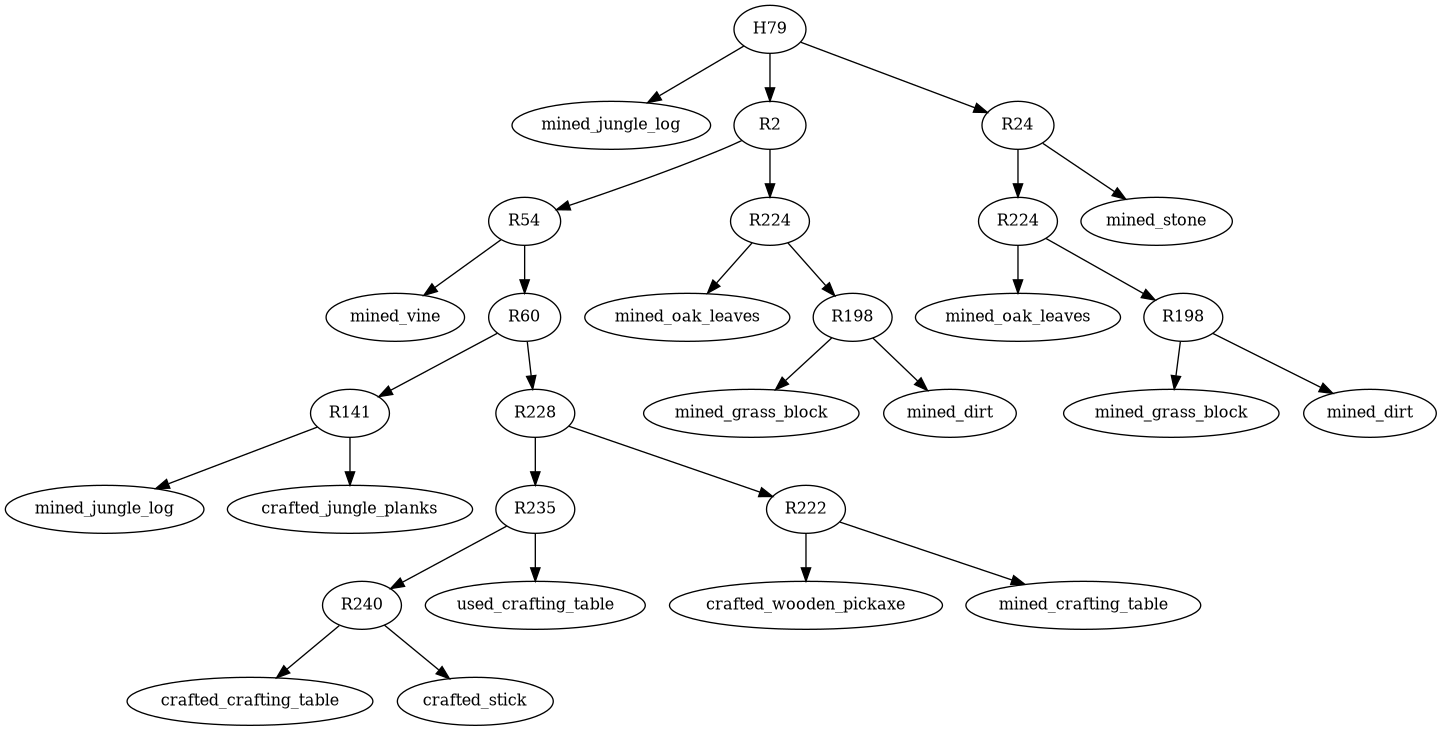 H79
mined_jungle_log
R2
R24
R54
R224
R224
mined_stone
mined_vine
R60
mined_oak_leaves
R198
mined_oak_leaves
R198
R141
R228
mined_grass_block
mined_dirt
mined_grass_block
mined_dirt
mined_jungle_log
crafted_jungle_planks
R235
R222
R240
used_crafting_table
crafted_wooden_pickaxe
mined_crafting_table
crafted_crafting_table
crafted_stick